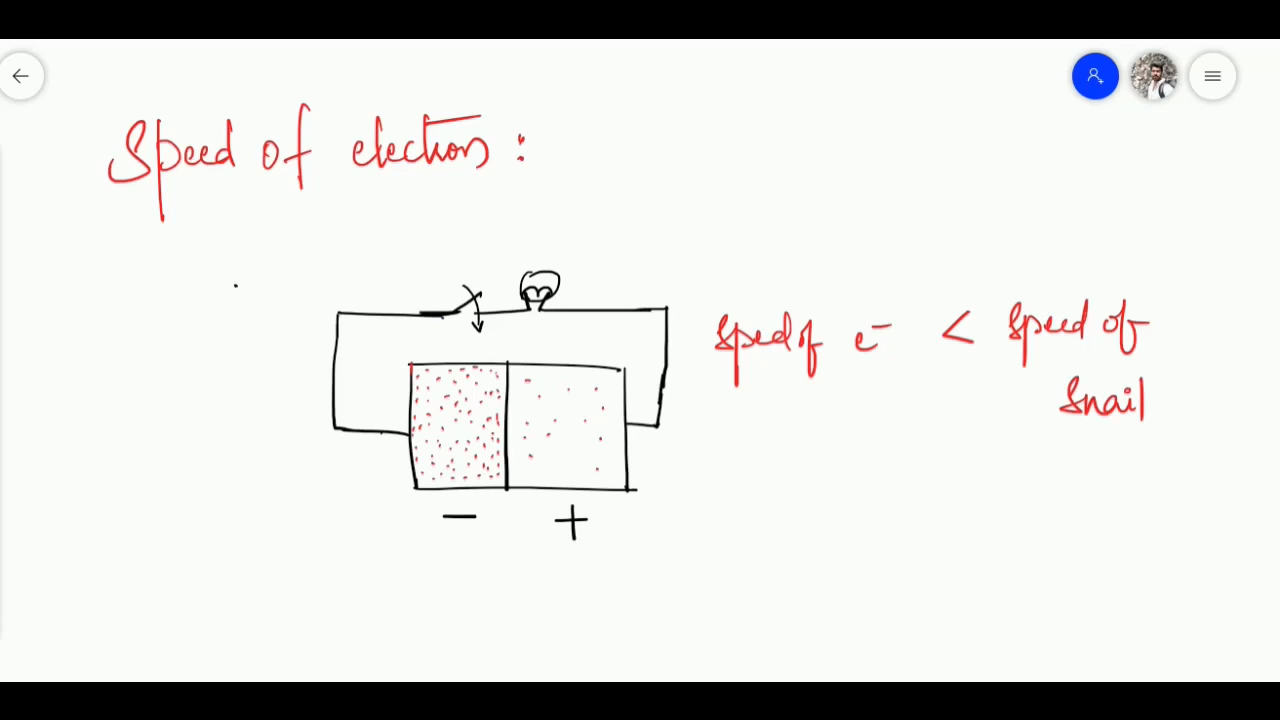 Speed of electron :
Speed of e⁻ < Speed of
Snail
- +